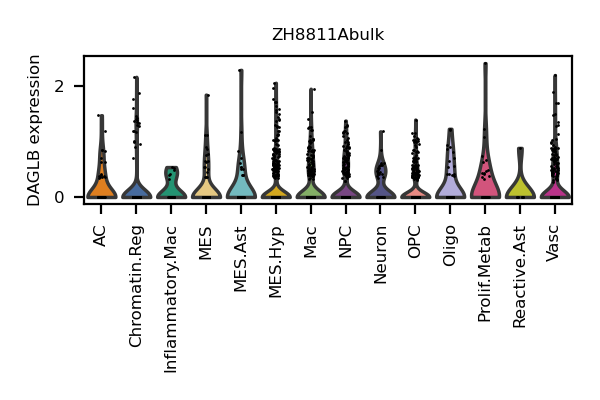 ZH8811Abulk
DAGLB expression
2
0
AC
Chromatin.Reg
Inflammatory.Mac
MES
MES.Ast
MES.Hyp
Mac
NPC
Neuron
OPC
Oligo
Prolif.Metab
Reactive.Ast
Vasc